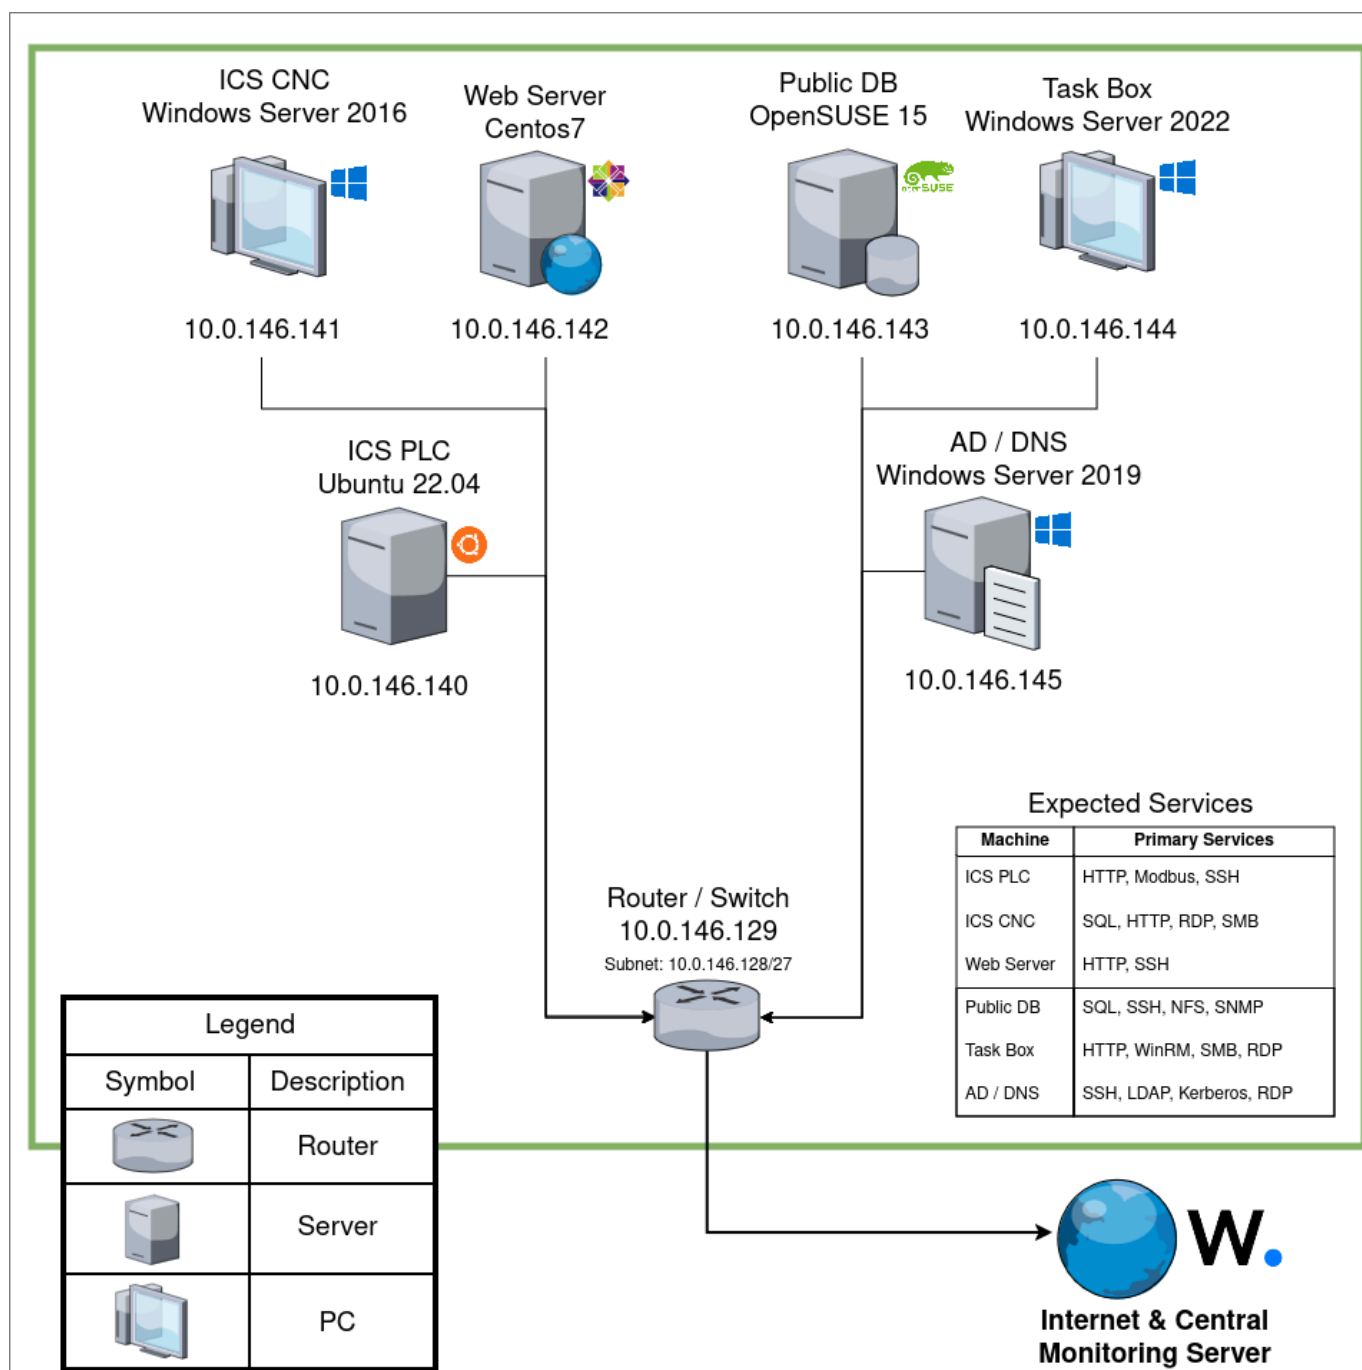 ICS CNC
Windows Server 2016
Web Server
Centos7
Public DB
OpenSUSE 15
Task Box
Windows Server 2022
SUSE
10.0.146.141
10.0.146.142
10.0.146.143
10.0.146.144
ICS PLC
Ubuntu 22.04
AD / DNS
Windows Server 2019
10.0.146.140
10.0.146.145
Router / Switch
10.0.146.129
Subnet: 10.0.146.128/27
Expected Services
Machine Primary Services
ICS PLC HTTP, Modbus, SSH
ICS CNC SQL, HTTP, RDP, SMB
Web Server HTTP, SSH
Public DB SQL, SSH, NFS, SNMP
Task Box HTTP, WinRM, SMB, RDP
AD / DNS SSH, LDAP, Kerberos, RDP
Legend
Symbol Description
Router
Server
PC
W.
Internet & Central
Monitoring Server